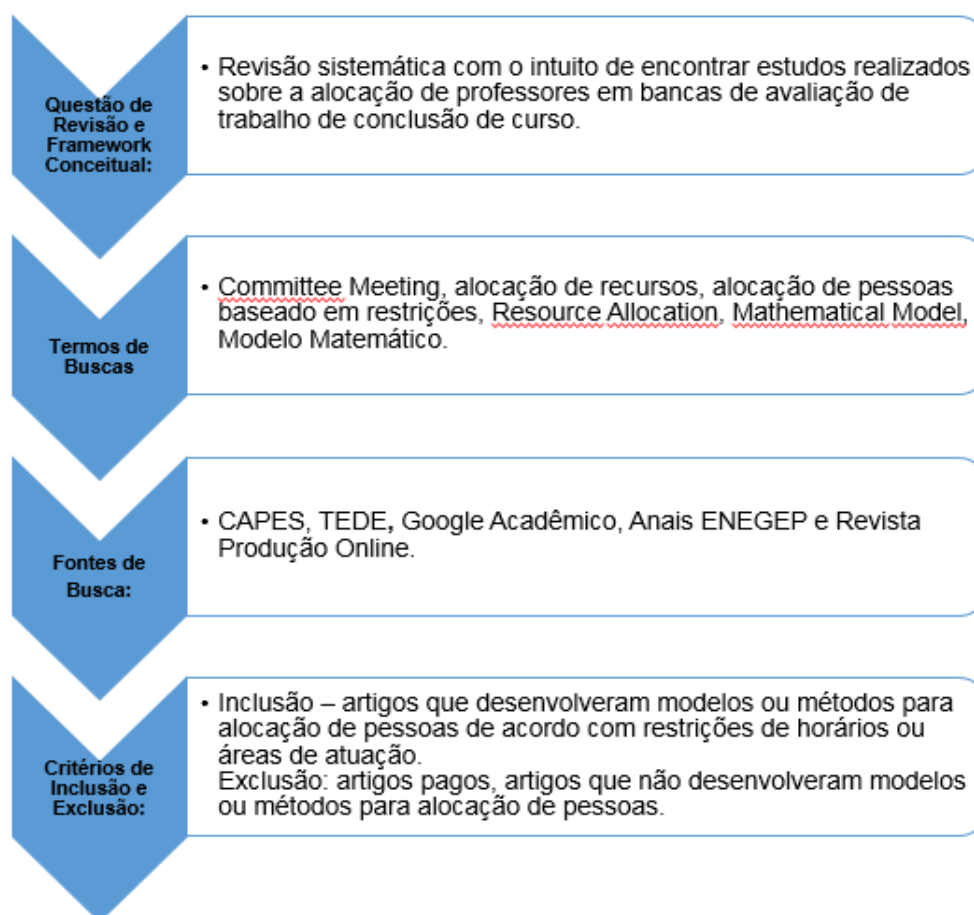 Questão de
Revisão e
Framework
Conceitual:
• Revisão sistemática com o intuito de encontrar estudos realizados
sobre a alocação de professores em bancas de avaliação de
trabalho de conclusão de curso.
Termos de
Buscas
• Committee Meeting, alocação de recursos, alocação de pessoas
baseado em restrições, Resource Allocation, Mathematical Model,
Modelo Matemático.
Fontes de
Busca:
• CAPES, TEDE, Google Acadêmico, Anais ENEGEP e Revista
Produção Online.
Critérios de
Inclusão e
Exclusão:
• Inclusão – artigos que desenvolveram modelos ou métodos para
alocação de pessoas de acordo com restrições de horários ou
áreas de atuação.
Exclusão: artigos pagos, artigos que não desenvolveram modelos
ou métodos para alocação de pessoas.